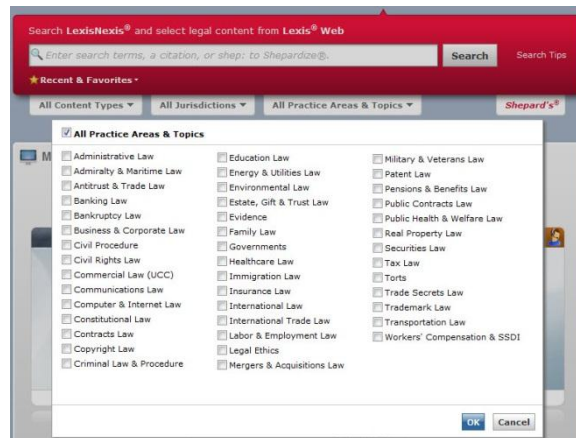 Search LexisNexis® and select legal content from Lexis® Web
Enter search terms, a citation, or shep: to Shepardize®.
Search
Search Tips
Recent & Favorites
All Content Types
All Jurisdictions
All Practice Areas & Topics
Shepard's®
M
All Practice Areas & Topics
Administrative Law
Admiralty & Maritime Law
Antitrust & Trade Law
Banking Law
Bankruptcy Law
Business & Corporate Law
Civil Procedure
Civil Rights Law
Commercial Law (UCC)
Communications Law
Computer & Internet Law
Constitutional Law
Contracts Law
Copyright Law
Criminal Law & Procedure
Education Law
Energy & Utilities Law
Environmental Law
Estate, Gift & Trust Law
Evidence
Family Law
Governments
Healthcare Law
Immigration Law
Insurance Law
International Law
International Trade Law
Labor & Employment Law
Legal Ethics
Mergers & Acquisitions Law
Military & Veterans Law
Patent Law
Pensions & Benefits Law
Public Contracts Law
Public Health & Welfare Law
Real Property Law
Securities Law
Tax Law
Torts
Trade Secrets Law
Trademark Law
Transportation Law
Workers' Compensation & SSDI
OK
Cancel